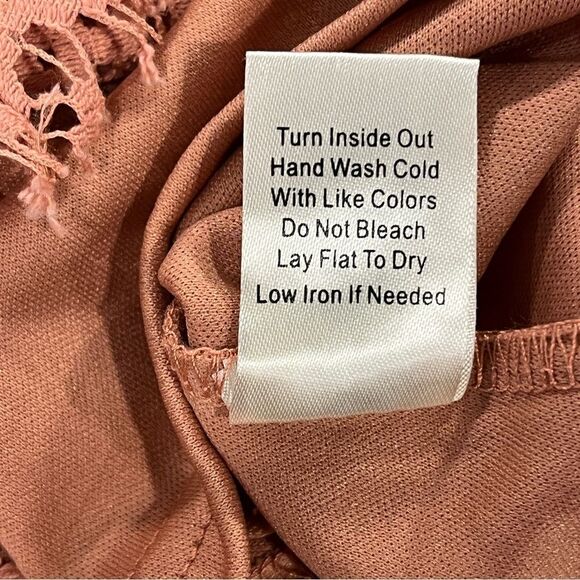 Turn Inside Out
Hand Wash Cold
With Like Colors
Do Not Bleach
Lay Flat To Dry
Low Iron If Needed